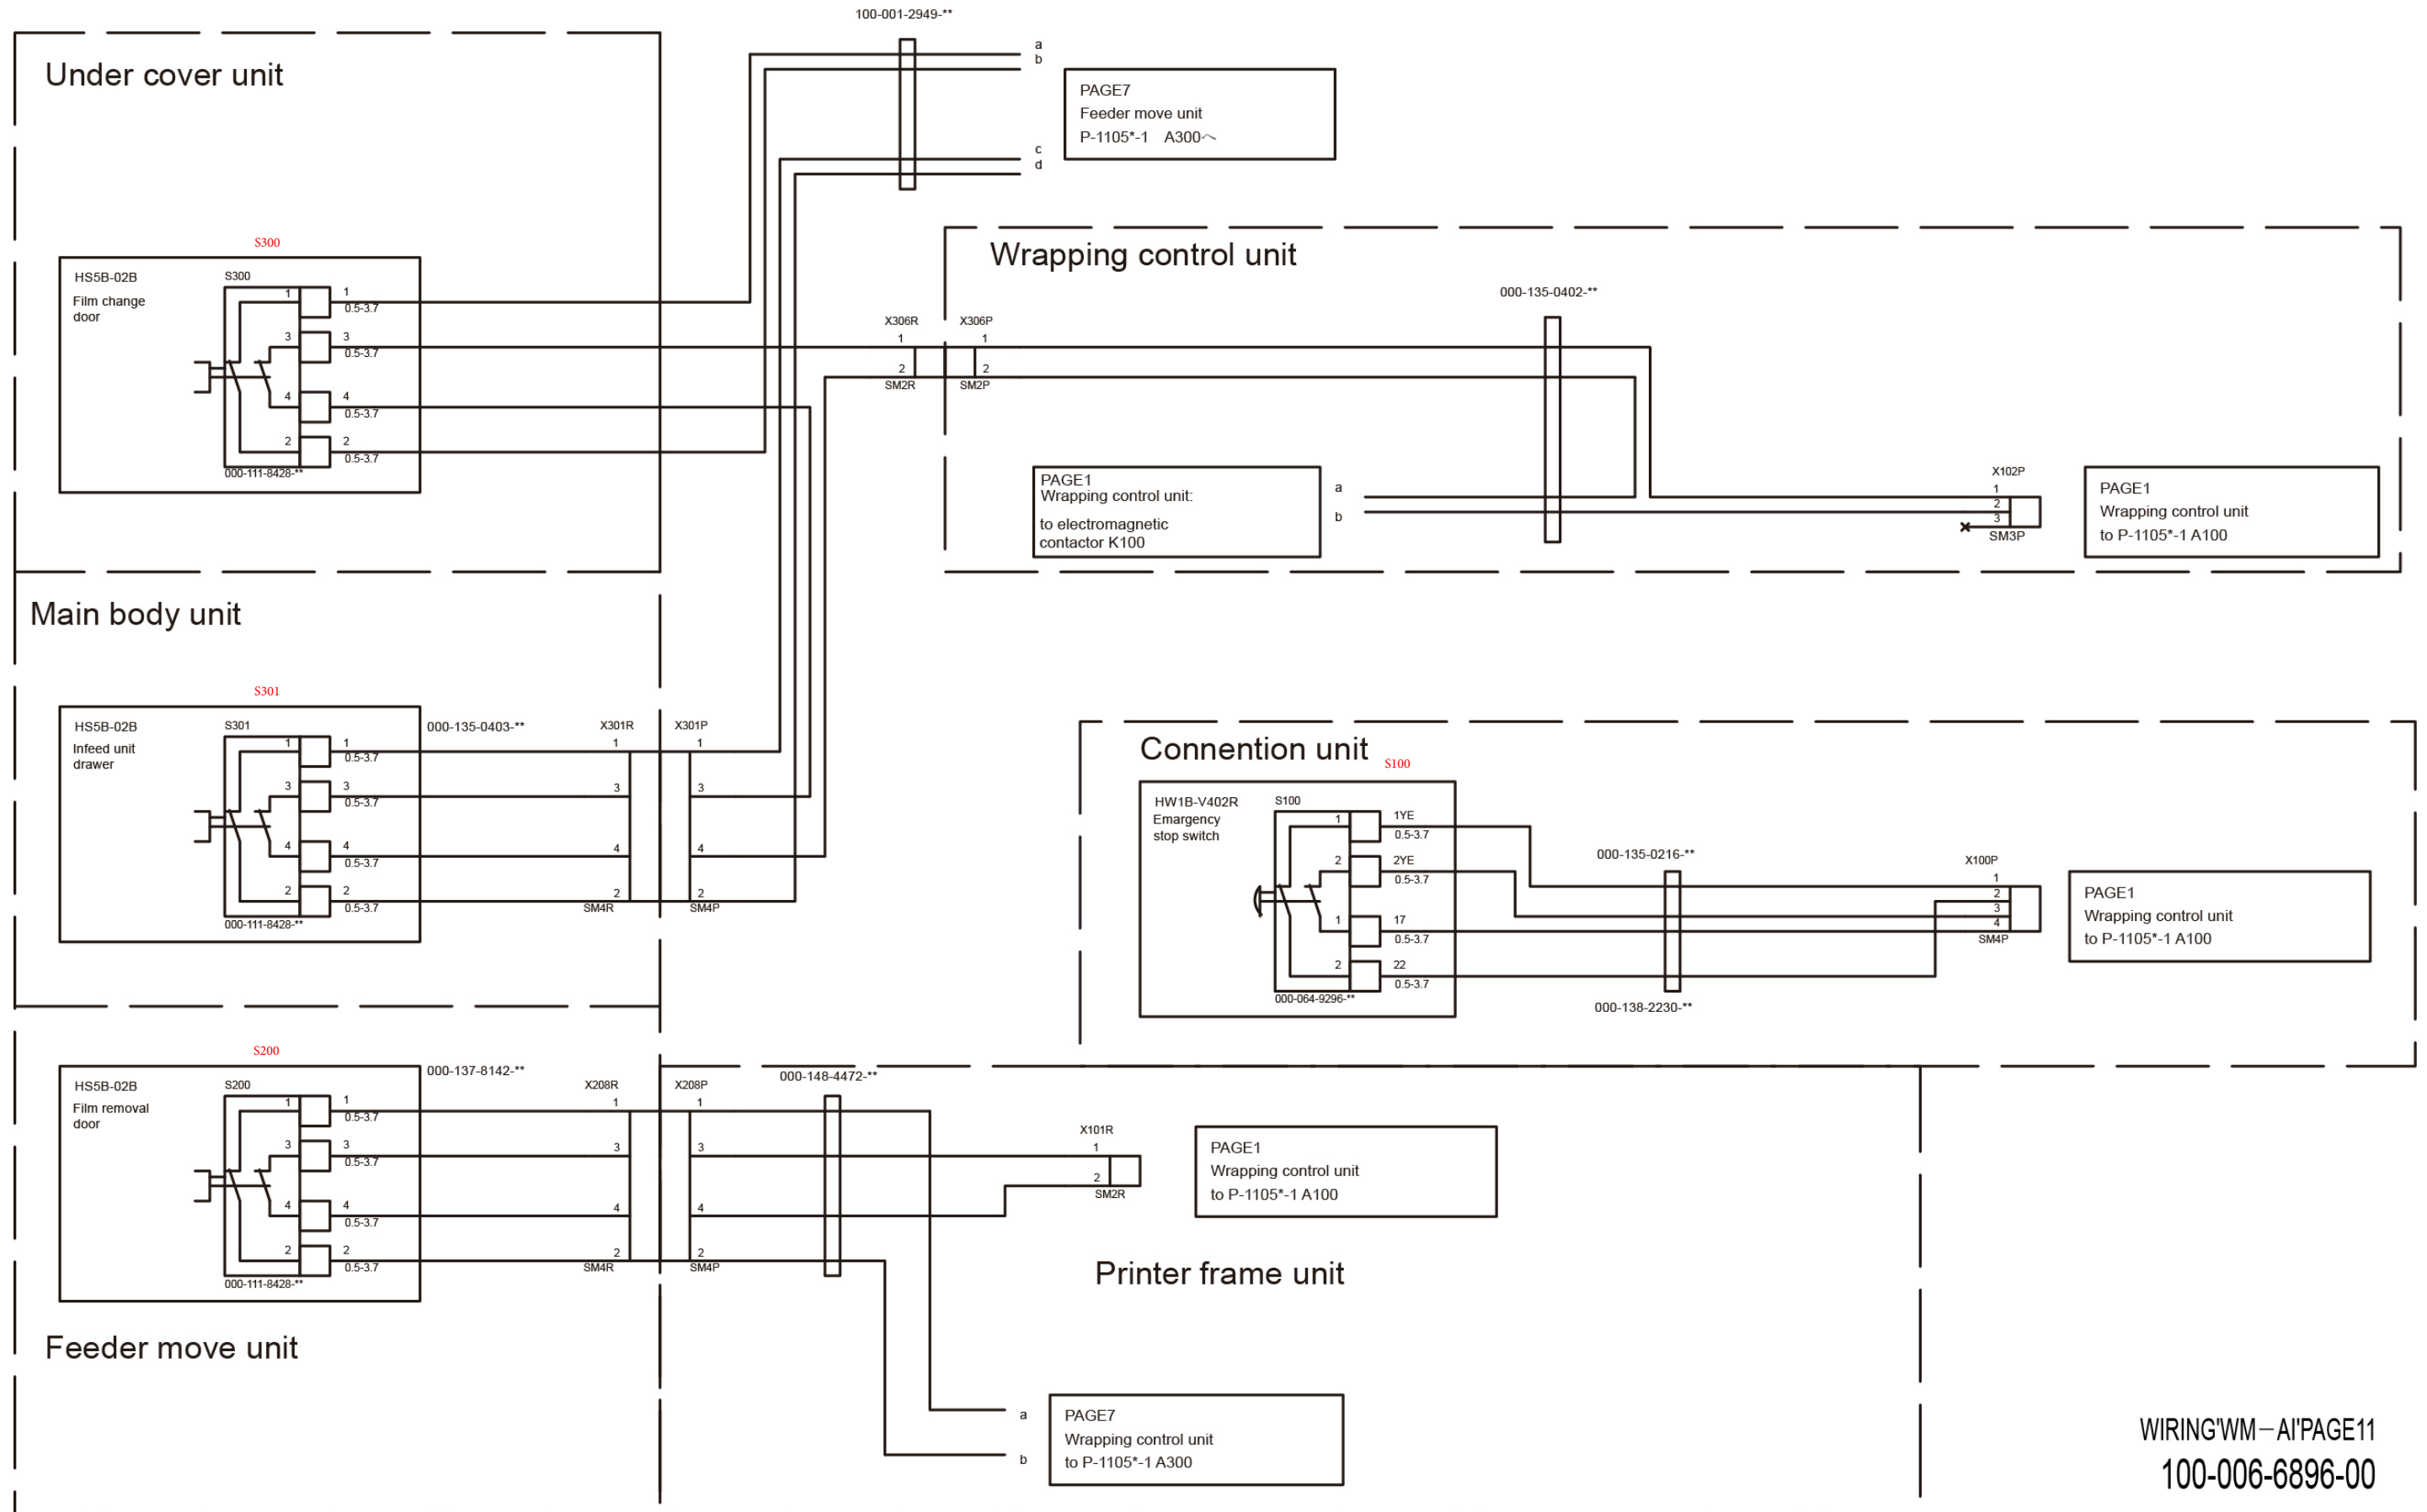 100-001-2949-**
Under cover unit
a
b
PAGE7
Feeder move unit
P-1105*-1 A300へ
c
d
S300
HS5B-02B
Film change
door
S300
1
3
4
2
1
0.5-3.7
3
0.5-3.7
4
0.5-3.7
2
0.5-3.7
000-111-8428-**
Wrapping control unit
000-135-0402-**
X306R
1
2
SM2R
X306P
1
2
SM2P
PAGE1
Wrapping control unit:
to electromagnetic
contactor K100
a
b
X102P
1
2
3
SM3P
PAGE1
Wrapping control unit
to P-1105*-1 A100
Main body unit
S301
HS5B-02B
Infeed unit
drawer
S301
1
3
4
2
1
0.5-3.7
3
0.5-3.7
4
0.5-3.7
2
0.5-3.7
000-111-8428-**
000-135-0403-**
X301R
1
3
4
2
SM4R
X301P
1
3
4
2
SM4P
Connention unit
S100
HW1B-V402R
Emargency
stop switch
S100
1
2
1
2
1YE
0.5-3.7
2YE
0.5-3.7
17
0.5-3.7
22
0.5-3.7
000-064-9296-**
000-135-0216-**
000-138-2230-**
X100P
1
2
3
4
SM4P
PAGE1
Wrapping control unit
to P-1105*-1 A100
S200
HS5B-02B
Film removal
door
S200
1
3
4
2
1
0.5-3.7
3
0.5-3.7
4
0.5-3.7
2
0.5-3.7
000-111-8428-**
000-137-8142-**
X208R
1
3
4
2
SM4R
X208P
1
3
4
2
SM4P
000-148-4472-**
X101R
1
2
SM2R
PAGE1
Wrapping control unit
to P-1105*-1 A100
Printer frame unit
Feeder move unit
a
b
PAGE7
Wrapping control unit
to P-1105*-1 A300
WIRING'WM－AI'PAGE11
100-006-6896-00